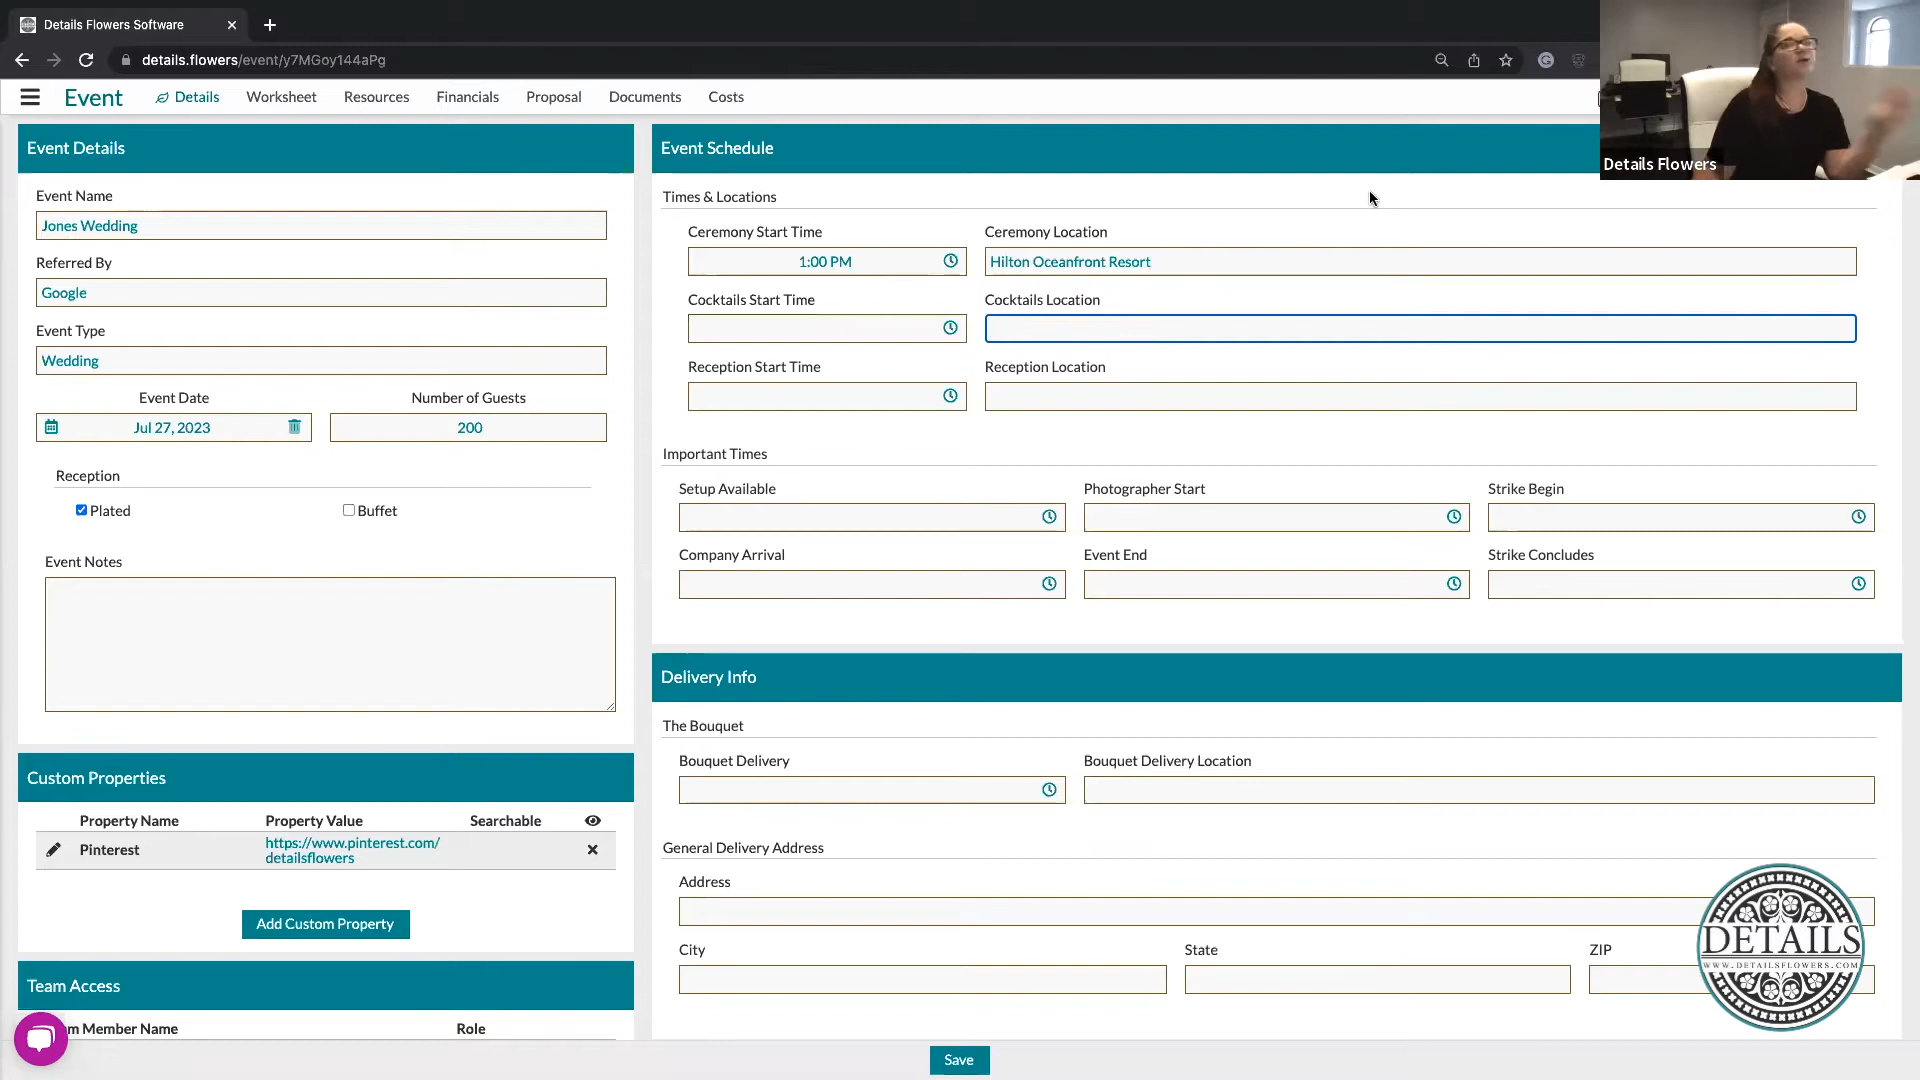 Details Flowers Software
details.flowers/event/y7MGoy144aPg
Event Details Worksheet Resources Financials Proposal Documents Costs
Event Details
Event Name
Jones Wedding
Referred By
Google
Event Type
Wedding
Event Date Number of Guests
Jul 27, 2023 200
Reception
Plated Buffet
Event Notes
Custom Properties
Property Name Property Value Searchable
Pinterest https://www.pinterest.com/
detailsflowers
Add Custom Property
Team Access
m Member Name Role
Event Schedule
Times & Locations
Ceremony Start Time Ceremony Location
1:00 PM Hilton Oceanfront Resort
Cocktails Start Time Cocktails Location
Reception Start Time Reception Location
Important Times
Setup Available Photographer Start Strike Begin
Company Arrival Event End Strike Concludes
Delivery Info
The Bouquet
Bouquet Delivery Bouquet Delivery Location
General Delivery Address
Address
City State ZIP
Save
Details Flowers
DETAILS
WWW.DETAILSFLOWERS.COM